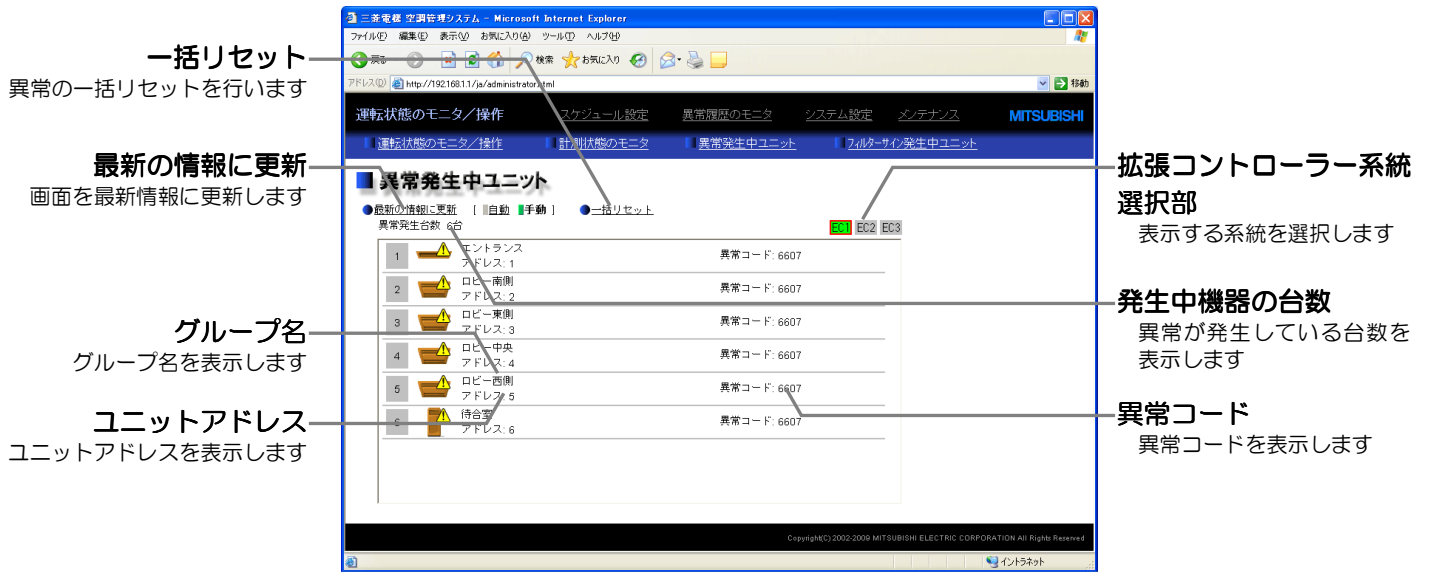 三菱電機 空調管理システム - Microsoft Internet Explorer
ファイル(F) 編集(E) 表示(V) お気に入り(A) ツール(T) ヘルプ(H)
戻る 検索 お気に入り
アドレス(D) http://192.168.1.1/ja/administrator.html 移動
運転状態のモニタ/操作 スケジュール設定 異常履歴のモニタ システム設定 メンテナンス MITSUBISHI
運転状態のモニタ/操作 計測状態のモニタ 異常発生中ユニット フィルターサイン発生中ユニット
異常発生中ユニット
最新の情報に更新 [ 自動 手動 ] 一括リセット
異常発生台数 6台 EC1 EC2 EC3
1 エントランス 異常コード: 6607
アドレス: 1
2 ロビー南側 異常コード: 6607
アドレス: 2
3 ロビー東側 異常コード: 6607
アドレス: 3
4 ロビー中央 異常コード: 6607
アドレス: 4
5 ロビー西側 異常コード: 6607
アドレス: 5
6 待合室 異常コード: 6607
アドレス: 6
Copyright(C) 2002-2009 MITSUBISHI ELECTRIC CORPORATION All Rights Reserved
イントラネット
一括リセット
異常の一括リセットを行います
最新の情報に更新
画面を最新情報に更新します
グループ名
グループ名を表示します
ユニットアドレス
ユニットアドレスを表示します
拡張コントローラー系統
選択部
表示する系統を選択します
発生中機器の台数
異常が発生している台数を
表示します
異常コード
異常コードを表示します